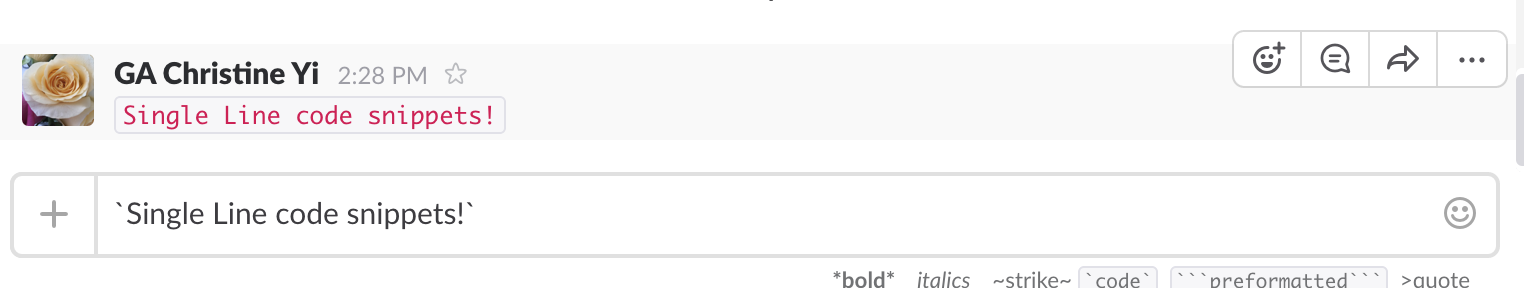 GA Christine Yi 2:28 PM
Single Line code snippets!
`Single Line code snippets!`
*bold* italics ~strike~ `code` ```preformatted``` >quote